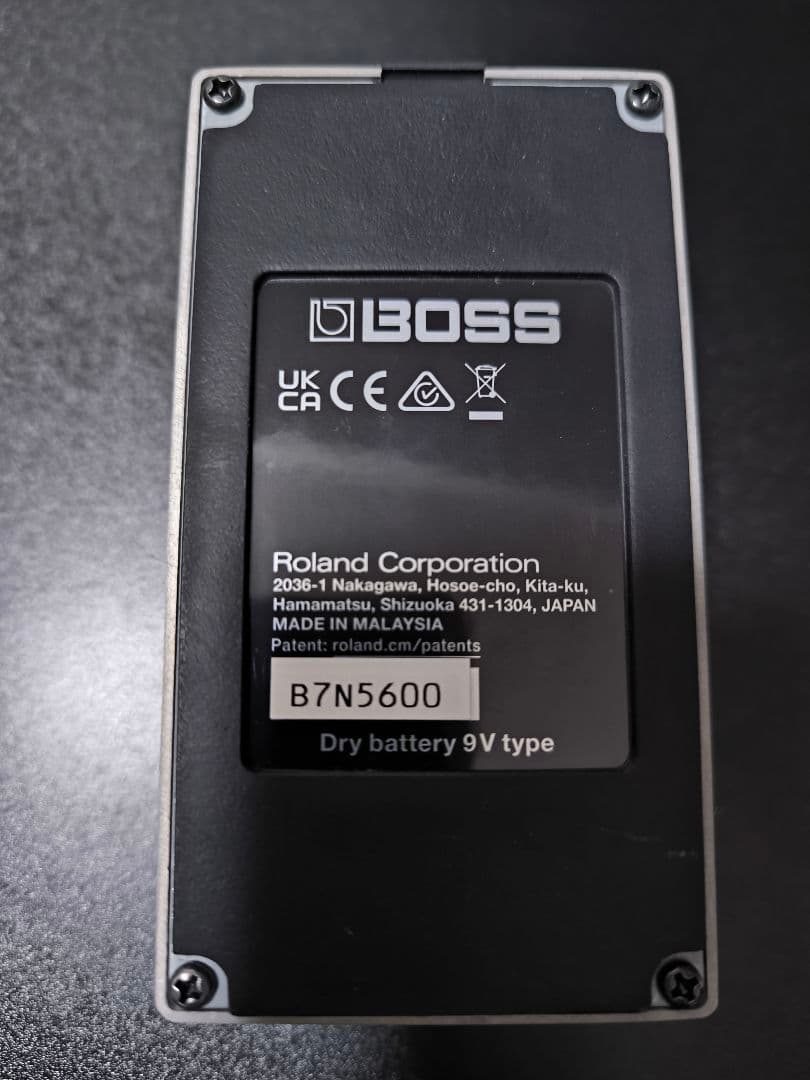 BOSS
UK
CA CE
Roland Corporation
2036-1 Nakagawa, Hosoe-cho, Kita-ku,
Hamamatsu, Shizuoka 431-1304, JAPAN
MADE IN MALAYSIA
Patent: roland.cm/patents
B7N5600
Dry battery 9V type